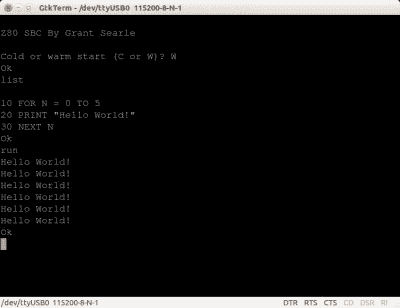 GtkTerm - /dev/ttyUSB0 115200-8-N-1
Z80 SBC By Grant Searle
Cold or warm start {C or W}? W
Ok
list
10 FOR N = 0 TO 5
20 PRINT "Hello World!"
30 NEXT N
Ok
run
Hello World!
Hello World!
Hello World!
Hello World!
Hello World!
Hello World!
Ok
/dev/ttyUSB0 115200-8-N-1 DTR RTS CTS CD DSR RI